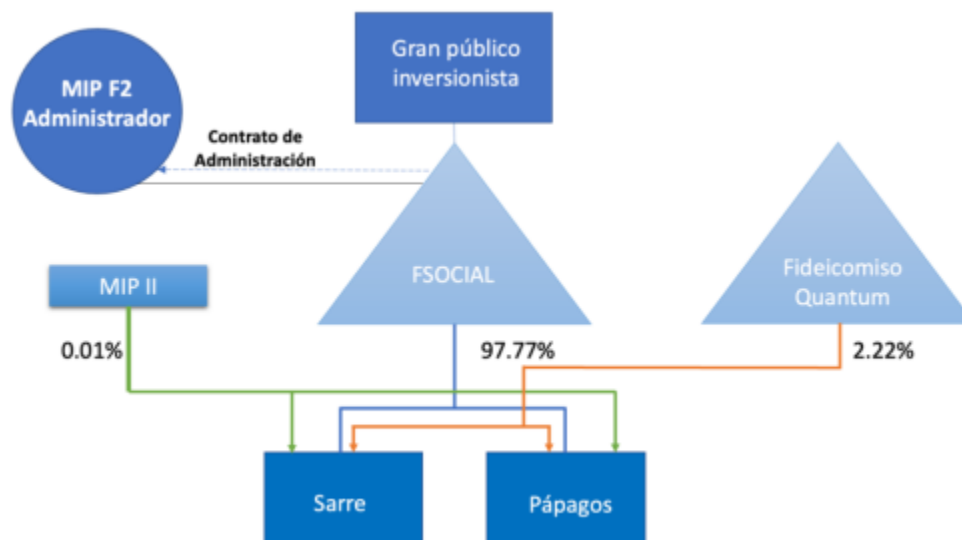 Gran público
inversionista
MIP F2
Administrador
Contrato de
Administración
FSOCIAL
Fideicomiso
Quantum
MIP II
0.01%
97.77%
2.22%
Sarre
Pápagos